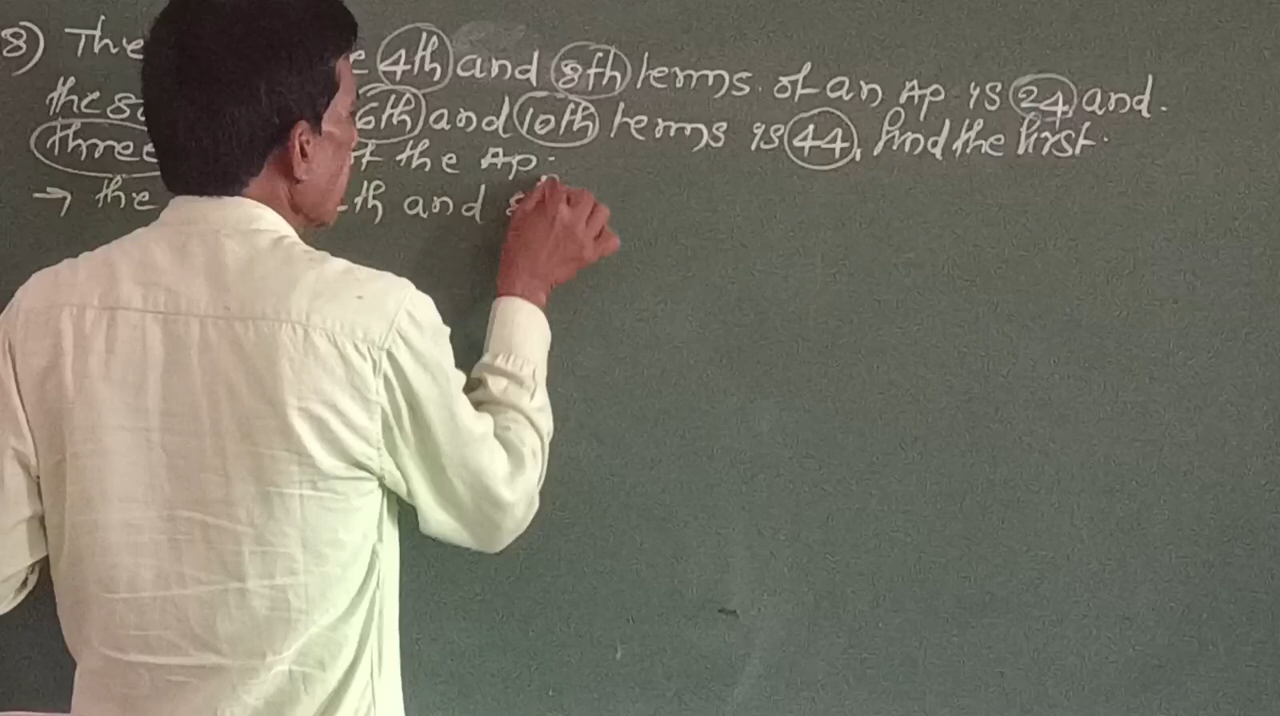 8) The 4th and 8th terms. of an AP is 24 and.
the 6th and 10th terms is 44, find the first.
three of the AP.
→ the th and